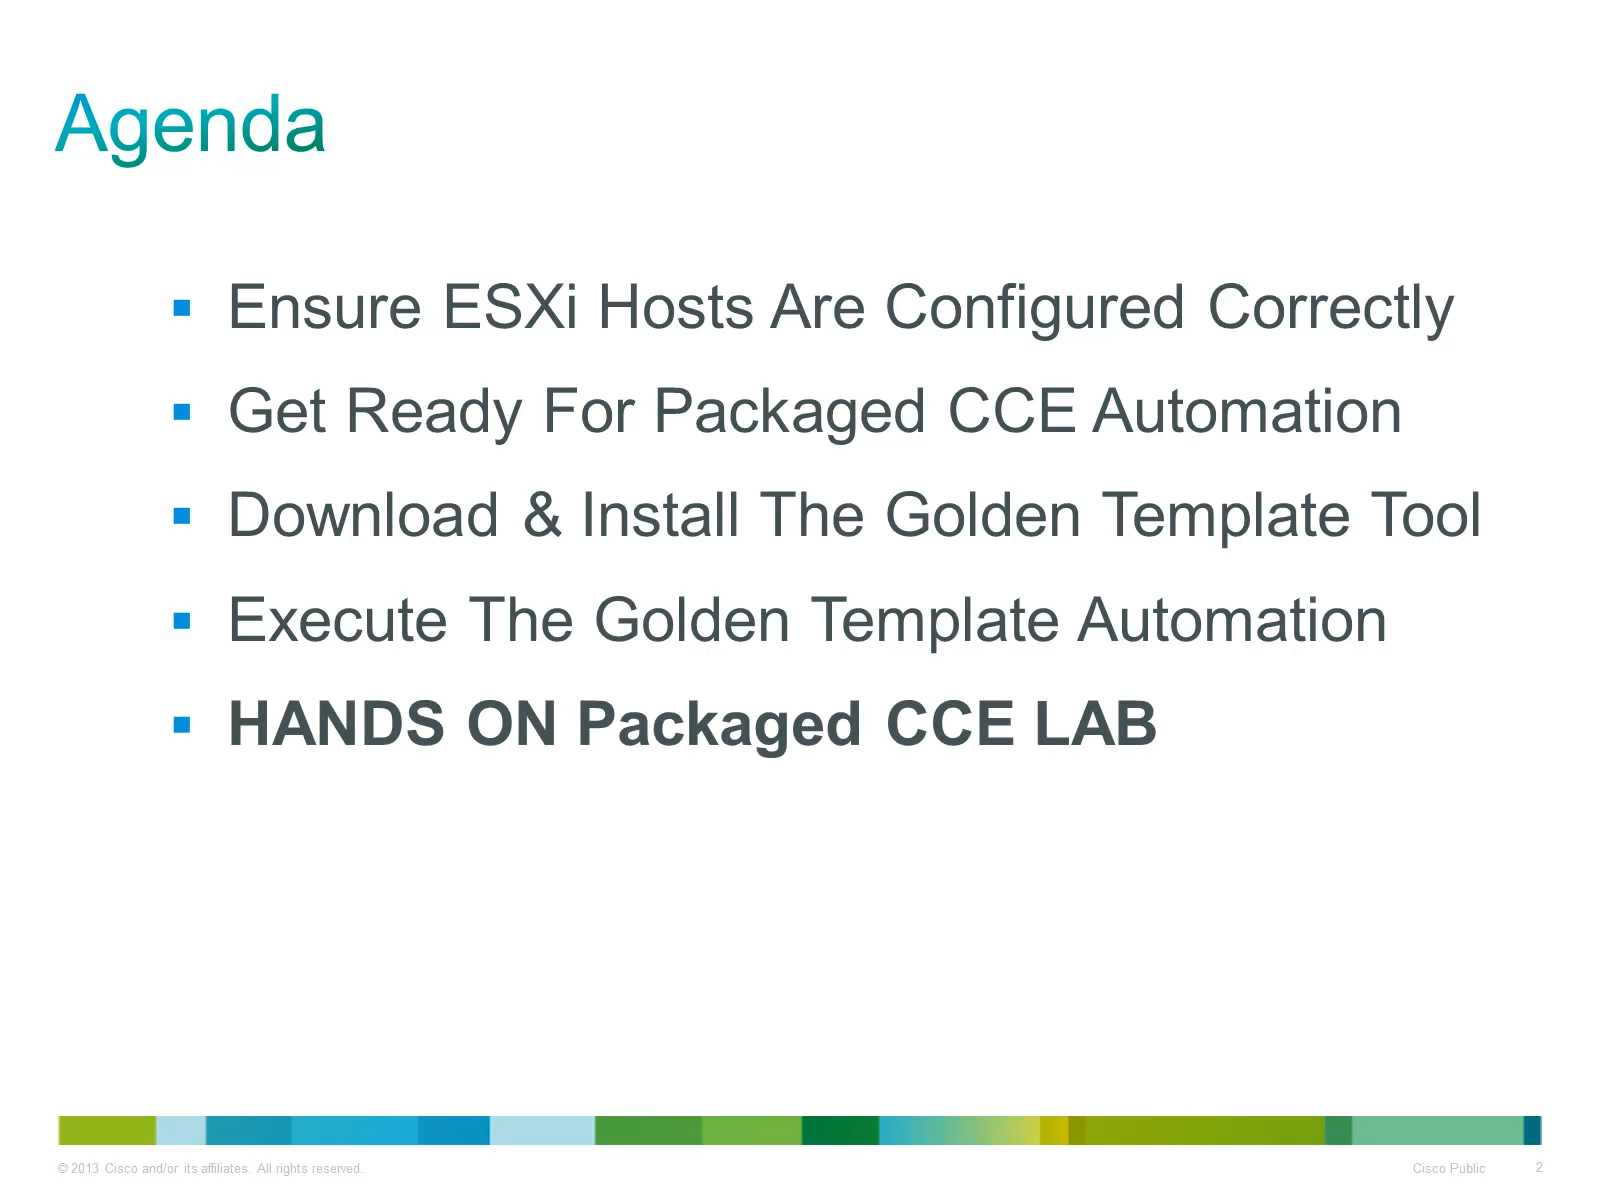 Agenda
Ensure ESXi Hosts Are Configured Correctly
Get Ready For Packaged CCE Automation
Download & Install The Golden Template Tool
Execute The Golden Template Automation
HANDS ON Packaged CCE LAB
© 2013 Cisco and/or its affiliates. All rights reserved.
Cisco Public
2